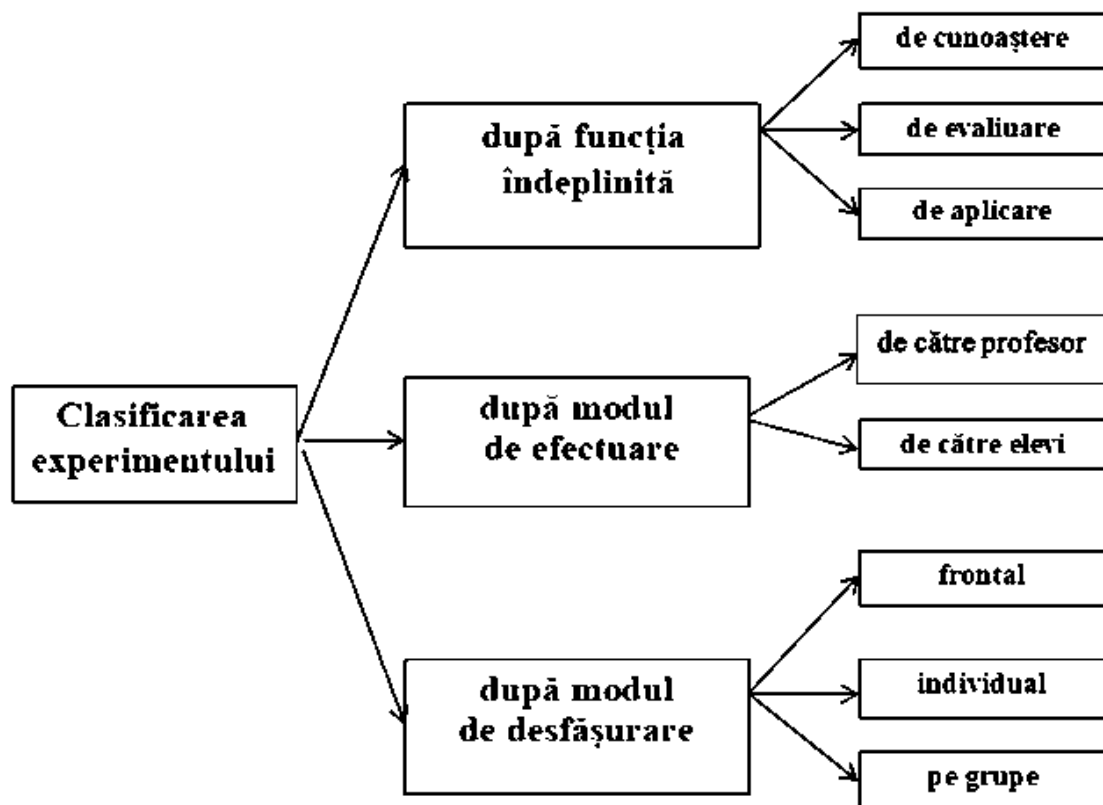 Clasificarea
experimentului
după funcția
îndeplinită
de cunoaștere
de evaliuare
de aplicare
după modul
de efectuare
de către profesor
de către elevi
după modul
de desfășurare
frontal
individual
pe grupe